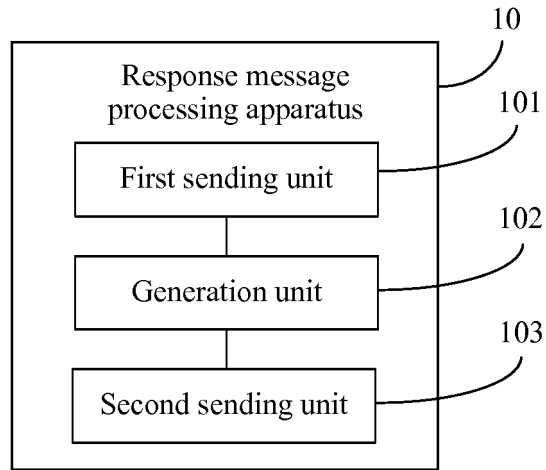 10
Response message
processing apparatus
101
First sending unit
102
Generation unit
103
Second sending unit